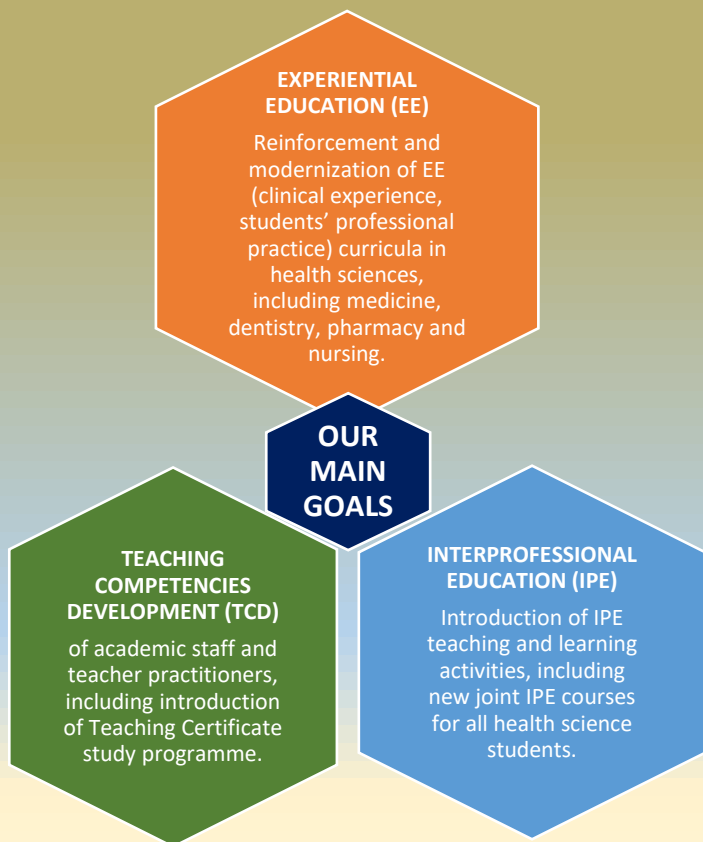 EXPERIENTIAL
EDUCATION (EE)
Reinforcement and
modernization of EE
(clinical experience,
students’ professional
practice) curricula in
health sciences,
including medicine,
dentistry, pharmacy and
nursing.
OUR
MAIN
GOALS
TEACHING
COMPETENCIES
DEVELOPMENT (TCD)
of academic staff and
teacher practitioners,
including introduction
of Teaching Certificate
study programme.
INTERPROFESSIONAL
EDUCATION (IPE)
Introduction of IPE
teaching and learning
activities, including
new joint IPE courses
for all health science
students.